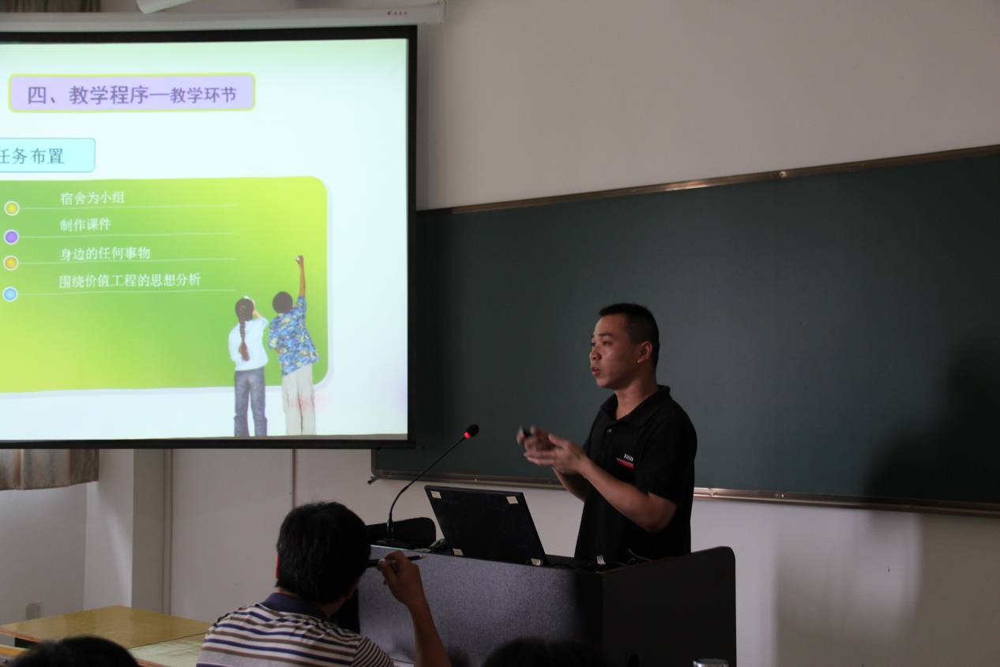 四、教学程序—教学环节
任务布置
宿舍为小组
制作课件
身边的任何事物
围绕价值工程的思想分析